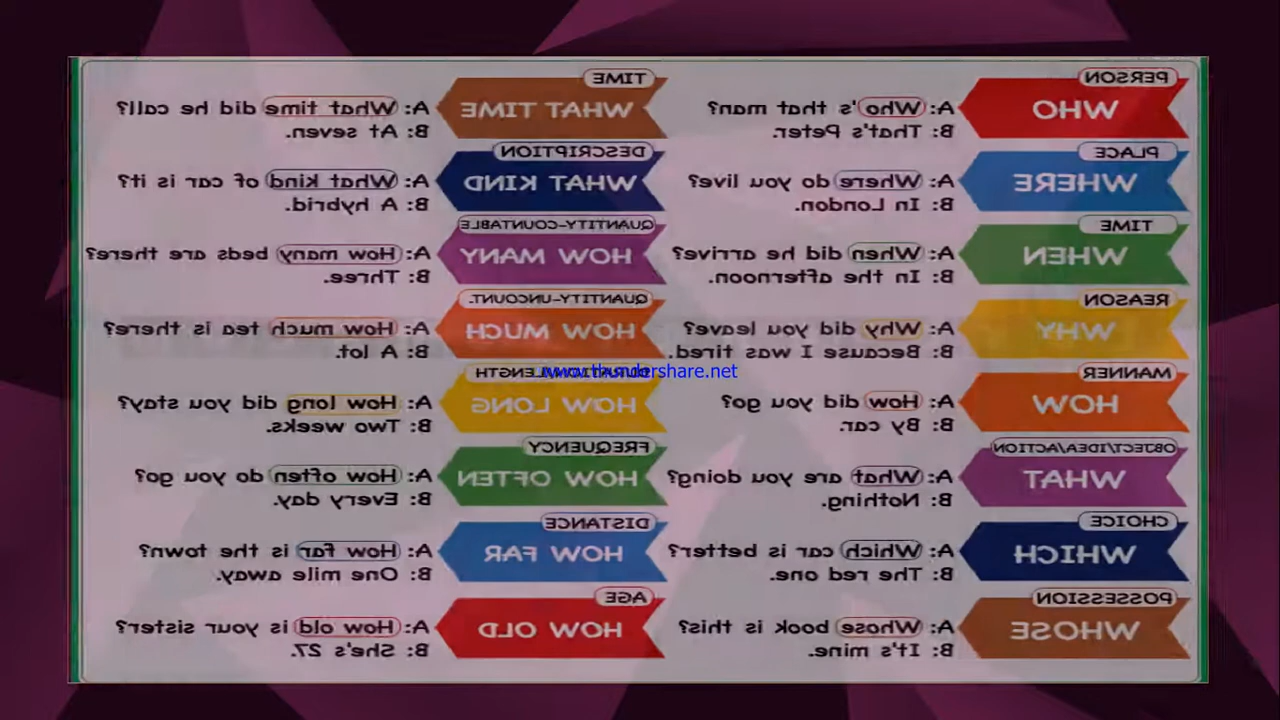 PERSON
WHO
A: Who's that man?
B: That's Peter.
PLACE
WHERE
A: Where do you live?
B: In London.
TIME
WHEN
A: When did he arrive?
B: In the afternoon.
REASON
WHY
A: Why did you leave?
B: Because I was tired.
MANNER
HOW
A: How did you go?
B: By car.
OBJECT/IDEA/ACTION
WHAT
A: What are you doing?
B: Nothing.
CHOICE
WHICH
A: Which car is better?
B: The red one.
POSSESSION
WHOSE
A: Whose book is this?
B: It's mine.
TIME
WHAT TIME
A: What time did he call?
B: At seven.
DESCRIPTION
WHAT KIND
A: What kind of car is it?
B: A hybrid.
QUANTITY-COUNTABLE
HOW MANY
A: How many beds are there?
B: Three.
QUANTITY-UNCOUNT.
HOW MUCH
A: How much tea is there?
B: A lot.
DURATION-LENGTH
HOW LONG
A: How long did you stay?
B: Two weeks.
FREQUENCY
HOW OFTEN
A: How often do you go?
B: Every day.
DISTANCE
HOW FAR
A: How far is the town?
B: One mile away.
AGE
HOW OLD
A: How old is your sister?
B: She's 27.
www.thundershare.net